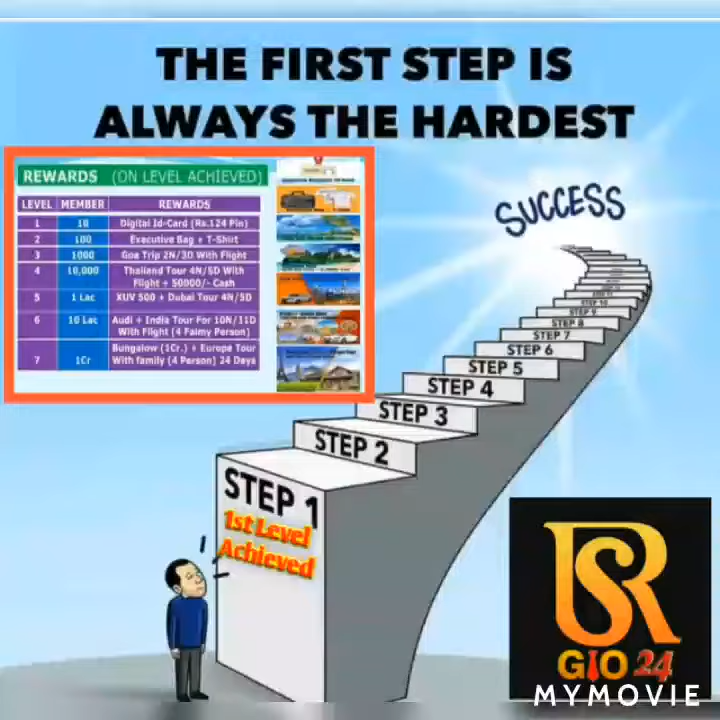 THE FIRST STEP IS
ALWAYS THE HARDEST
REWARDS (ON LEVEL ACHIEVED)
LEVEL MEMBER REWARDS
1 10 Digital Id-Card (Rs.124 Pin)
2 100 Executive Bag + T-Shirt
3 1000 Goa Trip 2N/3D With Flight
4 10,000 Thailand Tour 4N/5D With
Flight + 50000/- Cash
5 1 Lac XUV 500 + Dubai Tour 4N/5D
6 10 Lac Audi + India Tour For 10N/11D
With Flight (4 Faimy Person)
7 1Cr Bungalow (1Cr.) + Europe Tour
With family (4 Person) 24 Days
SUCCESS
STEP 10
STEP 9
STEP 8
STEP 7
STEP 6
STEP 5
STEP 4
STEP 3
STEP 2
STEP 1
1st Level
Achieved
SR
GIO 24
MYMOVIE